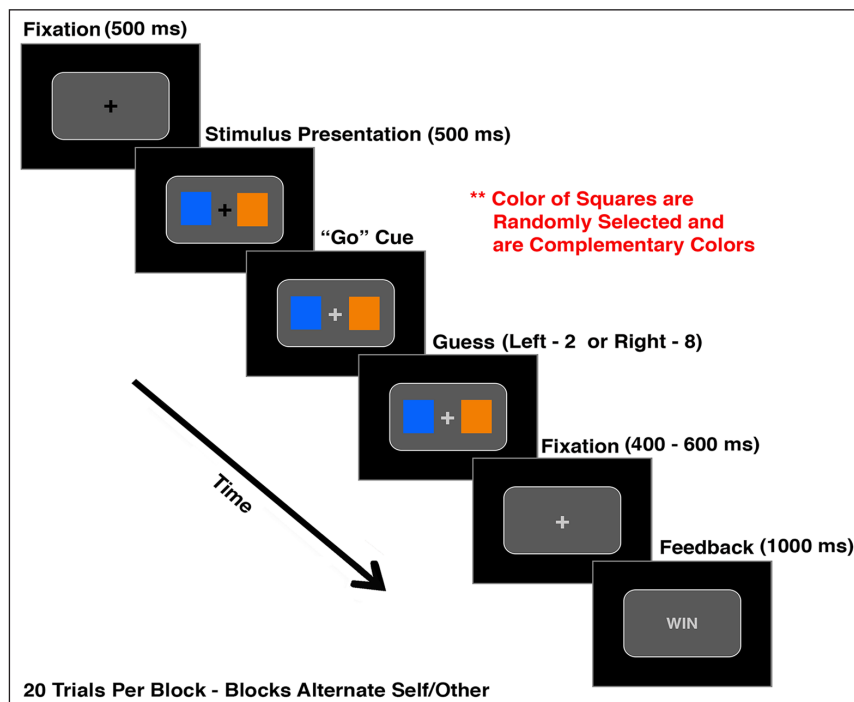 Fixation (500 ms)
+
Stimulus Presentation (500 ms)
+
** Color of Squares are
Randomly Selected and
are Complementary Colors
“Go” Cue
+
Guess (Left - 2 or Right - 8)
+
Fixation (400 - 600 ms)
+
Time
Feedback (1000 ms)
WIN
20 Trials Per Block - Blocks Alternate Self/Other